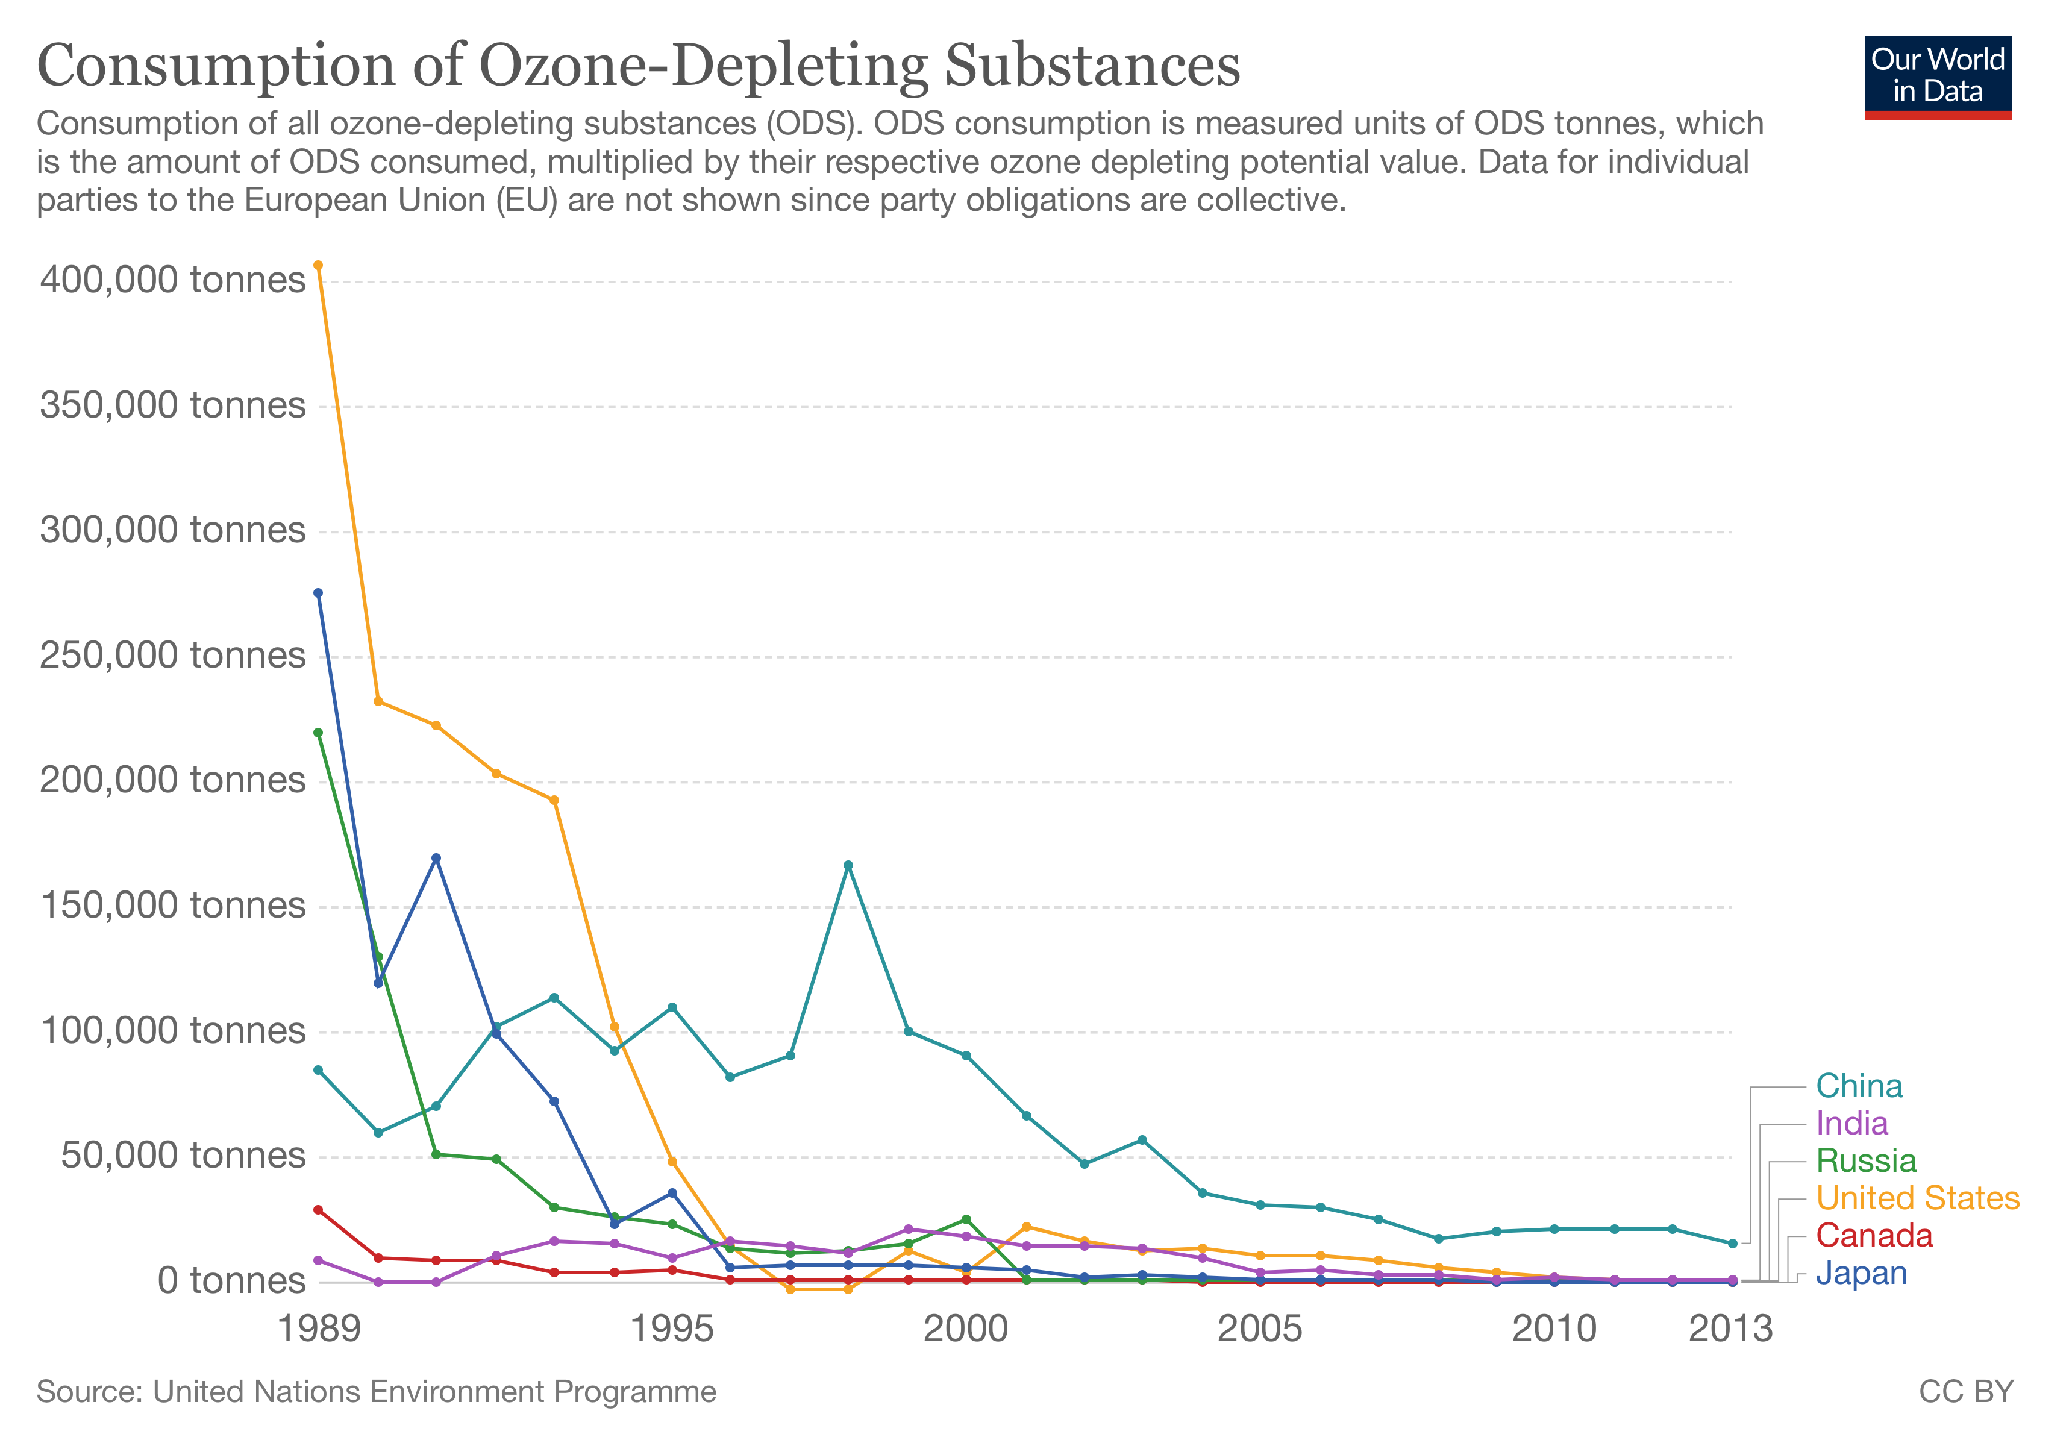 Consumption of Ozone-Depleting Substances
Our World
in Data
Consumption of all ozone-depleting substances (ODS). ODS consumption is measured units of ODS tonnes, which
is the amount of ODS consumed, multiplied by their respective ozone depleting potential value. Data for individual
parties to the European Union (EU) are not shown since party obligations are collective.
400,000 tonnes
350,000 tonnes
300,000 tonnes
250,000 tonnes
200,000 tonnes
150,000 tonnes
100,000 tonnes
50,000 tonnes
0 tonnes
China
India
Russia
United States
Canada
Japan
1989
1995
2000
2005
2010
2013
Source: United Nations Environment Programme
CC BY